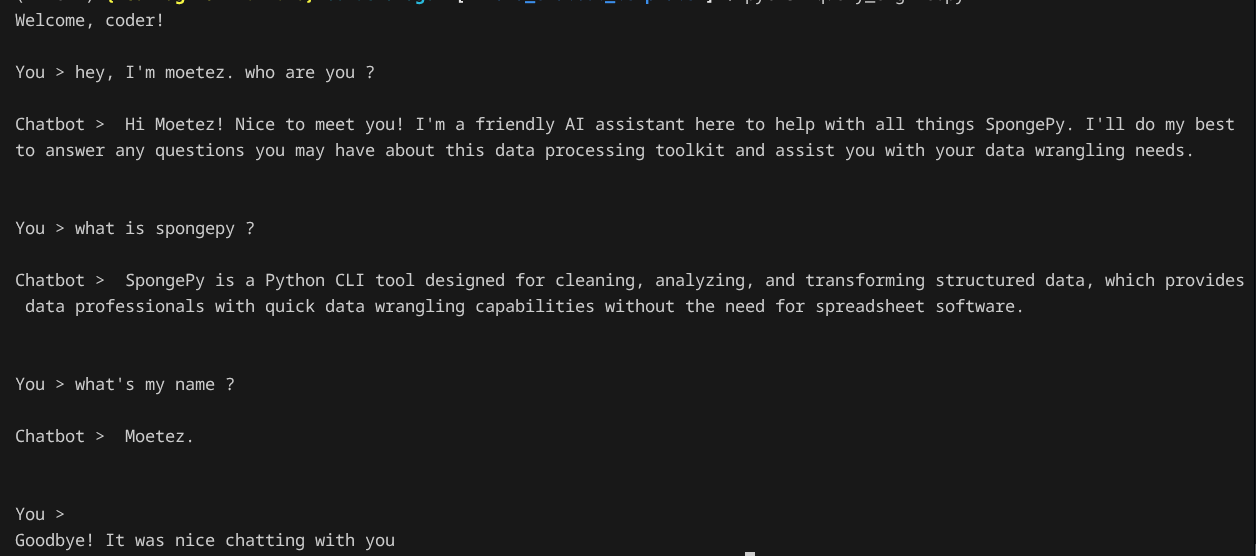 Welcome, coder!
You > hey, I'm moetez. who are you ?
Chatbot >  Hi Moetez! Nice to meet you! I'm a friendly AI assistant here to help with all things SpongePy. I'll do my best
to answer any questions you may have about this data processing toolkit and assist you with your data wrangling needs.
You > what is spongepy ?
Chatbot >  SpongePy is a Python CLI tool designed for cleaning, analyzing, and transforming structured data, which provides
data professionals with quick data wrangling capabilities without the need for spreadsheet software.
You > what's my name ?
Chatbot >  Moetez.
You >
Goodbye! It was nice chatting with you